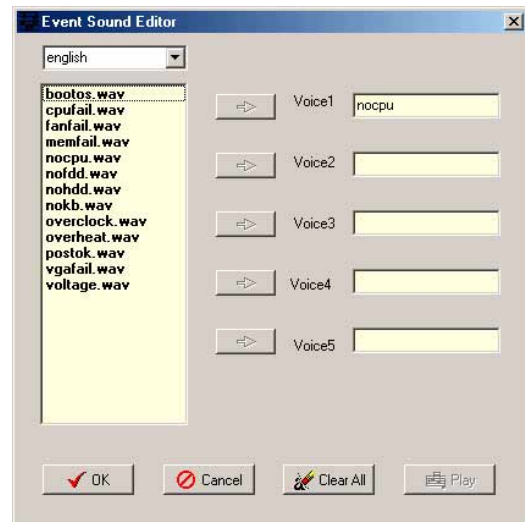 Event Sound Editor
english
bootos.wav
cpufail.wav
fanfail.wav
memfail.wav
nocpu.wav
nofdd.wav
nohdd.wav
nokb.wav
overclock.wav
overheat.wav
postok.wav
vgafail.wav
voltage.wav
Voice1
nocpu
Voice2
Voice3
Voice4
Voice5
OK
Cancel
Clear All
Play